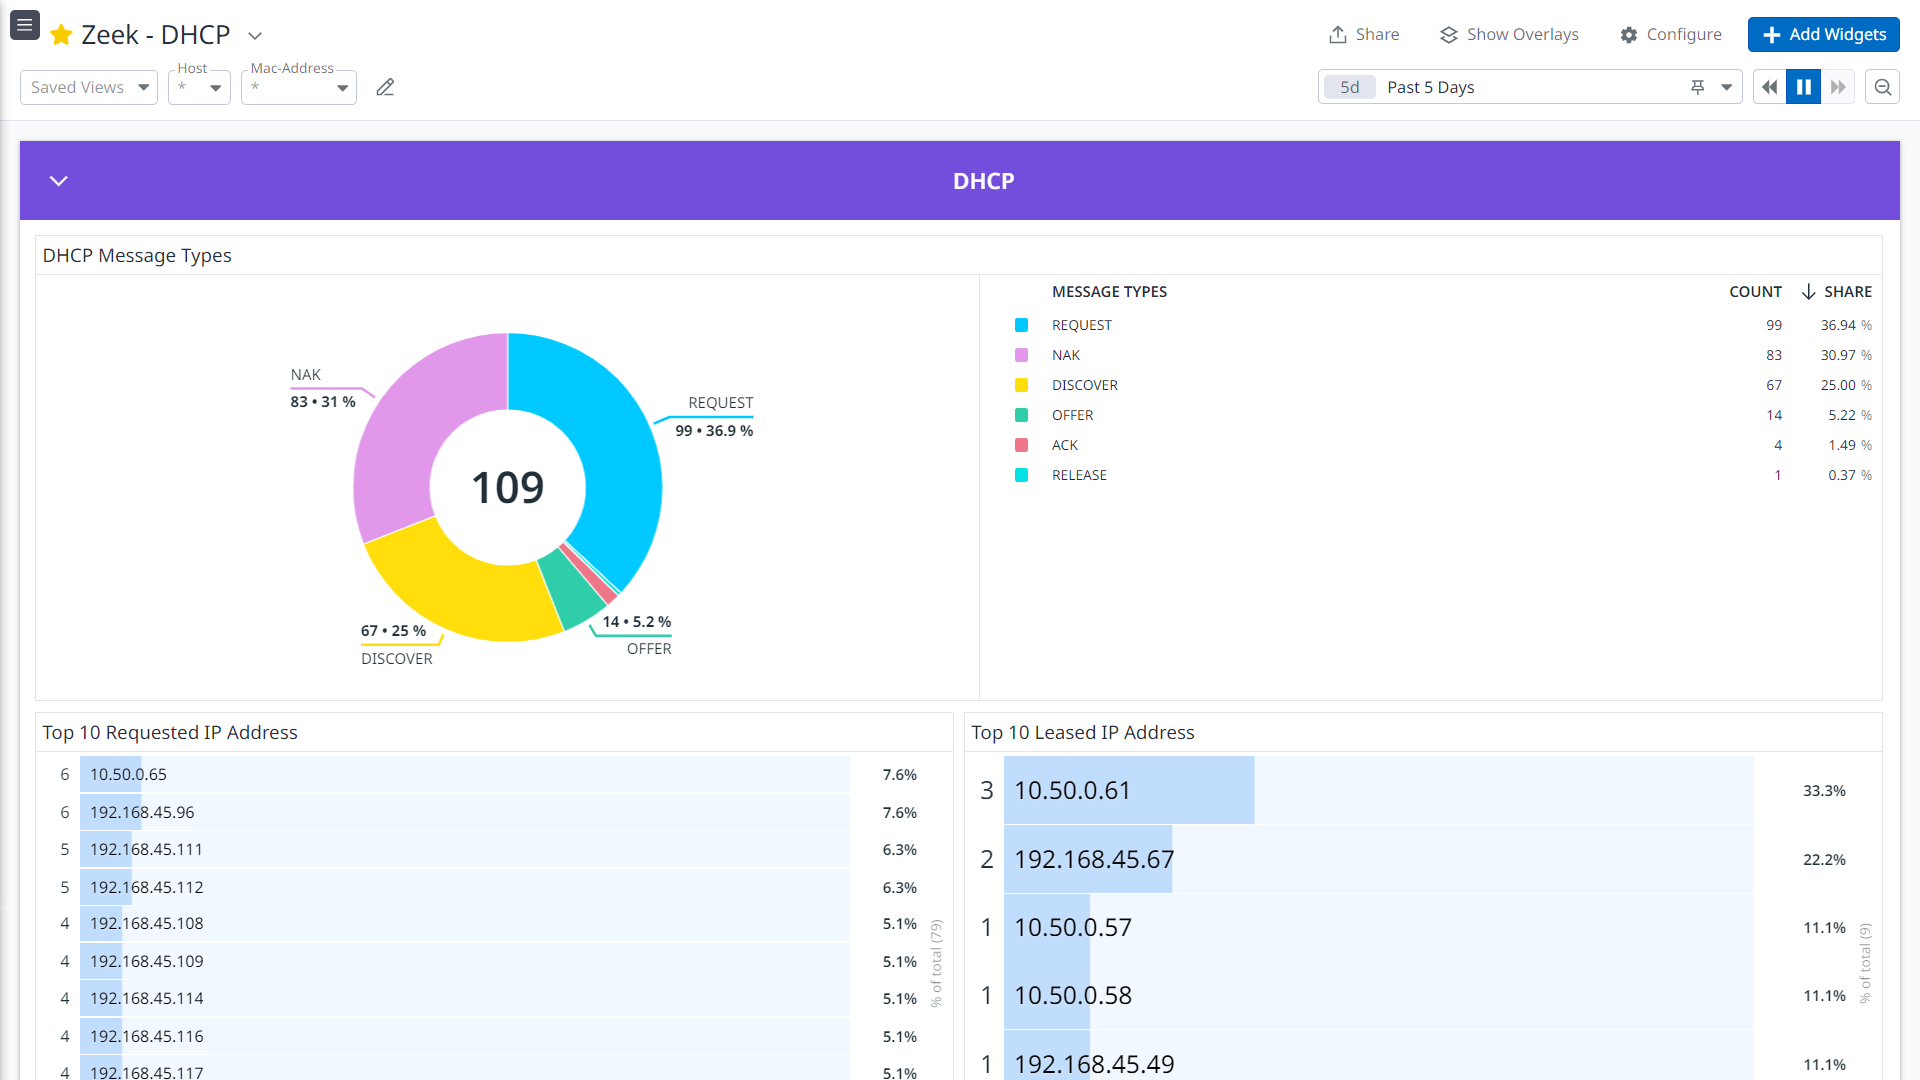 Zeek - DHCP
Share
Show Overlays
Configure
Add Widgets
Saved Views
Host
*
Mac-Address
*
5d
Past 5 Days
DHCP
DHCP Message Types
NAK
83 • 31 %
REQUEST
99 • 36.9 %
109
67 • 25 %
DISCOVER
14 • 5.2 %
OFFER
MESSAGE TYPES COUNT SHARE
REQUEST 99 36.94 %
NAK 83 30.97 %
DISCOVER 67 25.00 %
OFFER 14 5.22 %
ACK 4 1.49 %
RELEASE 1 0.37 %
Top 10 Requested IP Address
6 10.50.0.65 7.6%
6 192.168.45.96 7.6%
5 192.168.45.111 6.3%
5 192.168.45.112 6.3%
4 192.168.45.108 5.1%
4 192.168.45.109 5.1%
4 192.168.45.114 5.1%
4 192.168.45.116 5.1%
4 192.168.45.117 5.1%
% of total (79)
Top 10 Leased IP Address
3 10.50.0.61 33.3%
2 192.168.45.67 22.2%
1 10.50.0.57 11.1%
1 10.50.0.58 11.1%
1 192.168.45.49 11.1%
% of total (9)